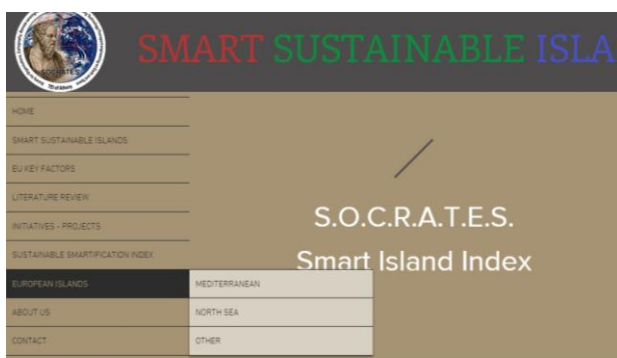 SOCRATES
SMART SUSTAINABLE ISLA
HOME
SMART SUSTAINABLE ISLANDS
EU KEY FACTORS
LITERATURE REVIEW
INITIATIVES - PROJECTS
SUSTAINABLE SMARTIFICATION INDEX
EUROPEAN ISLANDS
ABOUT US
CONTACT
S.O.C.R.A.T.E.S.
Smart Island Index
MEDITERRANEAN
NORTH SEA
OTHER